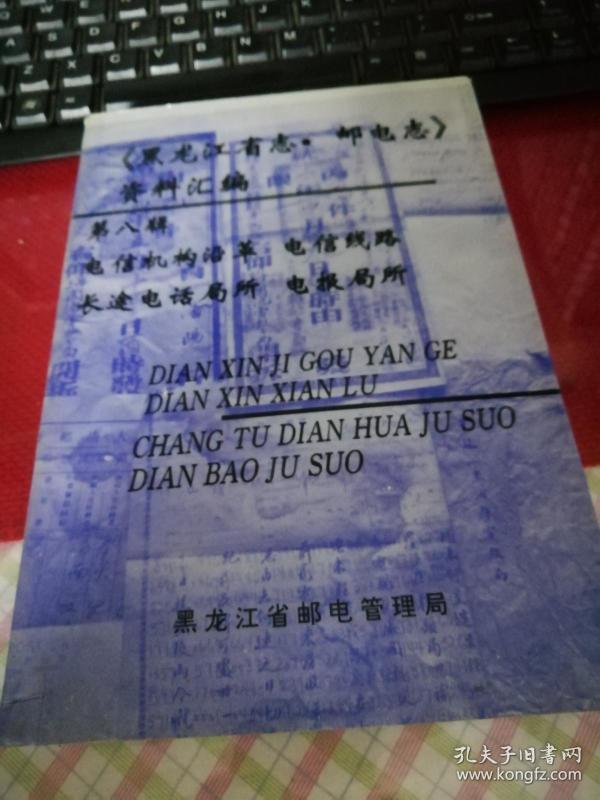 《黑龙江省志·邮电志》
资料汇编
第八辑
电信机构沿革 电信线路
长途电话局所 电报局所
DIAN XIN JI GOU YAN GE
DIAN XIN XIAN LU
CHANG TU DIAN HUA JU SUO
DIAN BAO JU SUO
黑龙江省邮电管理局
孔夫子旧书网
www.kongfz.com